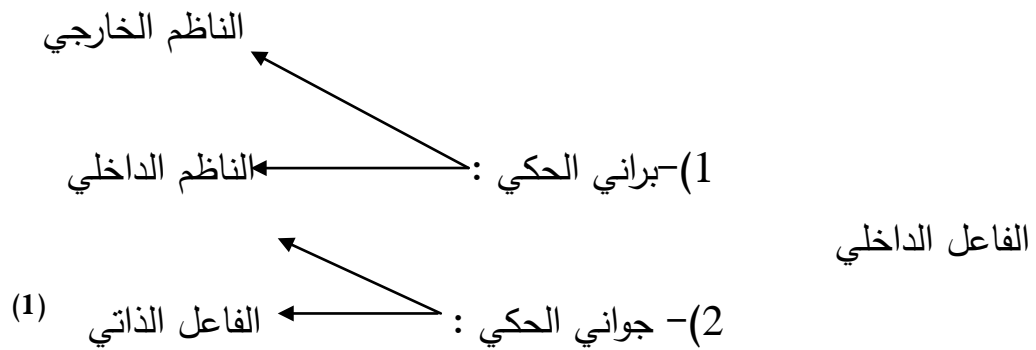 الناظم الخارجي
1)-براني الحكي : الناظم الداخلي
الفاعل الداخلي
2)- جواني الحكي : الفاعل الذاتي (1)